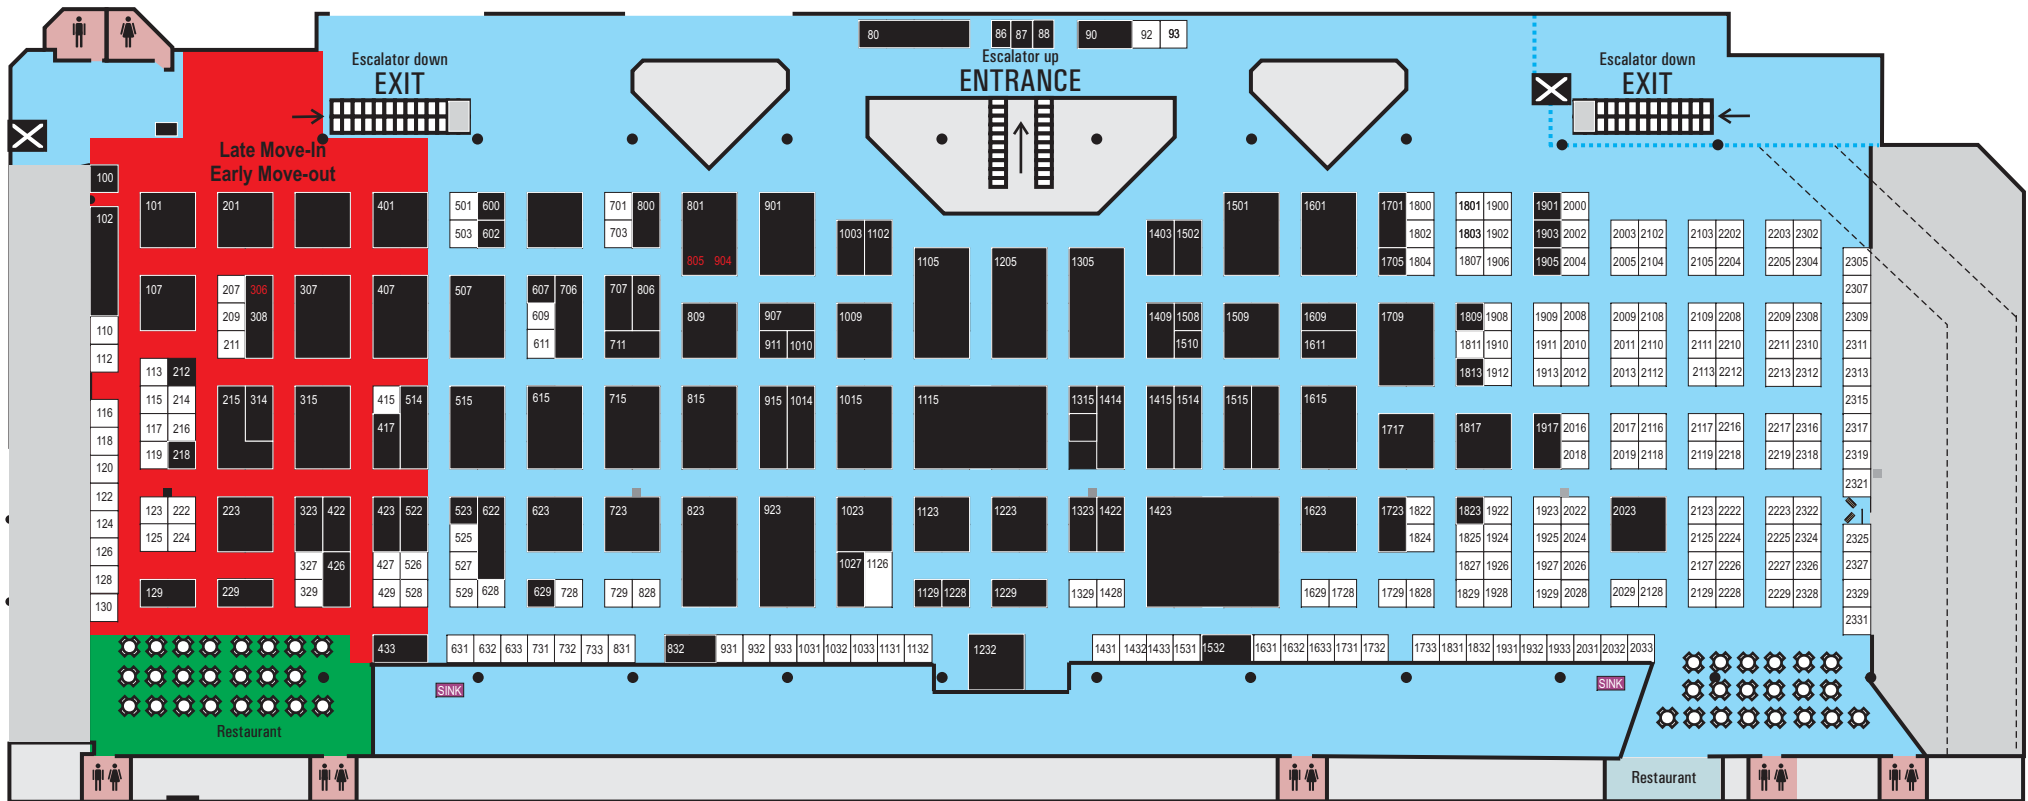 80 86 87 88 90 92 93
Escalator down
EXIT
Escalator up
ENTRANCE
Escalator down
EXIT
Late Move-In
Early Move-out
100
101 201 401 501 600 701 800 801 901 1501 1601 1701 1800 1801 1900 1901 2000
102 503 602 703 1003 1102 1403 1502 1802 1803 1902 1903 2002 2003 2102 2103 2202 2203 2302
805 904 1105 1205 1305 1705 1804 1807 1906 1905 2004 2005 2104 2105 2204 2205 2304 2305
107 207 306 307 407 507 607 706 707 806 2307
110 209 308 609 809 907 1009 1409 1508 1509 1609 1709 1809 1908 1909 2008 2009 2108 2109 2208 2209 2308 2309
112 211 611 711 911 1010 1510 1611 1811 1910 1911 2010 2011 2110 2111 2210 2211 2310 2311
113 212 1813 1912 1913 2012 2013 2112 2113 2212 2213 2312 2313
115 214 215 314 315 415 514 515 615 715 815 915 1014 1015 1115 1315 1414 1415 1514 1515 1615 2315
116 117 216 417 1717 1817 1917 2016 2017 2116 2117 2216 2217 2316 2317
118 119 218 2018 2019 2118 2119 2218 2219 2318 2319
120 2321
122 123 222 223 323 422 423 522 523 622 623 723 823 923 1023 1123 1223 1323 1422 1423 1623 1723 1822 1823 1922 1923 2022 2023 2123 2222 2223 2322
124 125 224 525 1824 1825 1924 1925 2024 2125 2224 2225 2324 2325
126 327 426 427 526 527 1027 1126 1827 1926 1927 2026 2127 2226 2227 2326 2327
128 129 229 329 429 528 529 628 629 728 729 828 1129 1228 1229 1329 1428 1629 1728 1729 1828 1829 1928 1929 2028 2029 2128 2129 2228 2229 2328 2329
130 2331
433 631 632 633 731 732 733 831 832 931 932 933 1031 1032 1033 1131 1132 1232 1431 1432 1433 1531 1532 1631 1632 1633 1731 1732 1733 1831 1832 1931 1932 1933 2031 2032 2033
SINK SINK
Restaurant
Restaurant